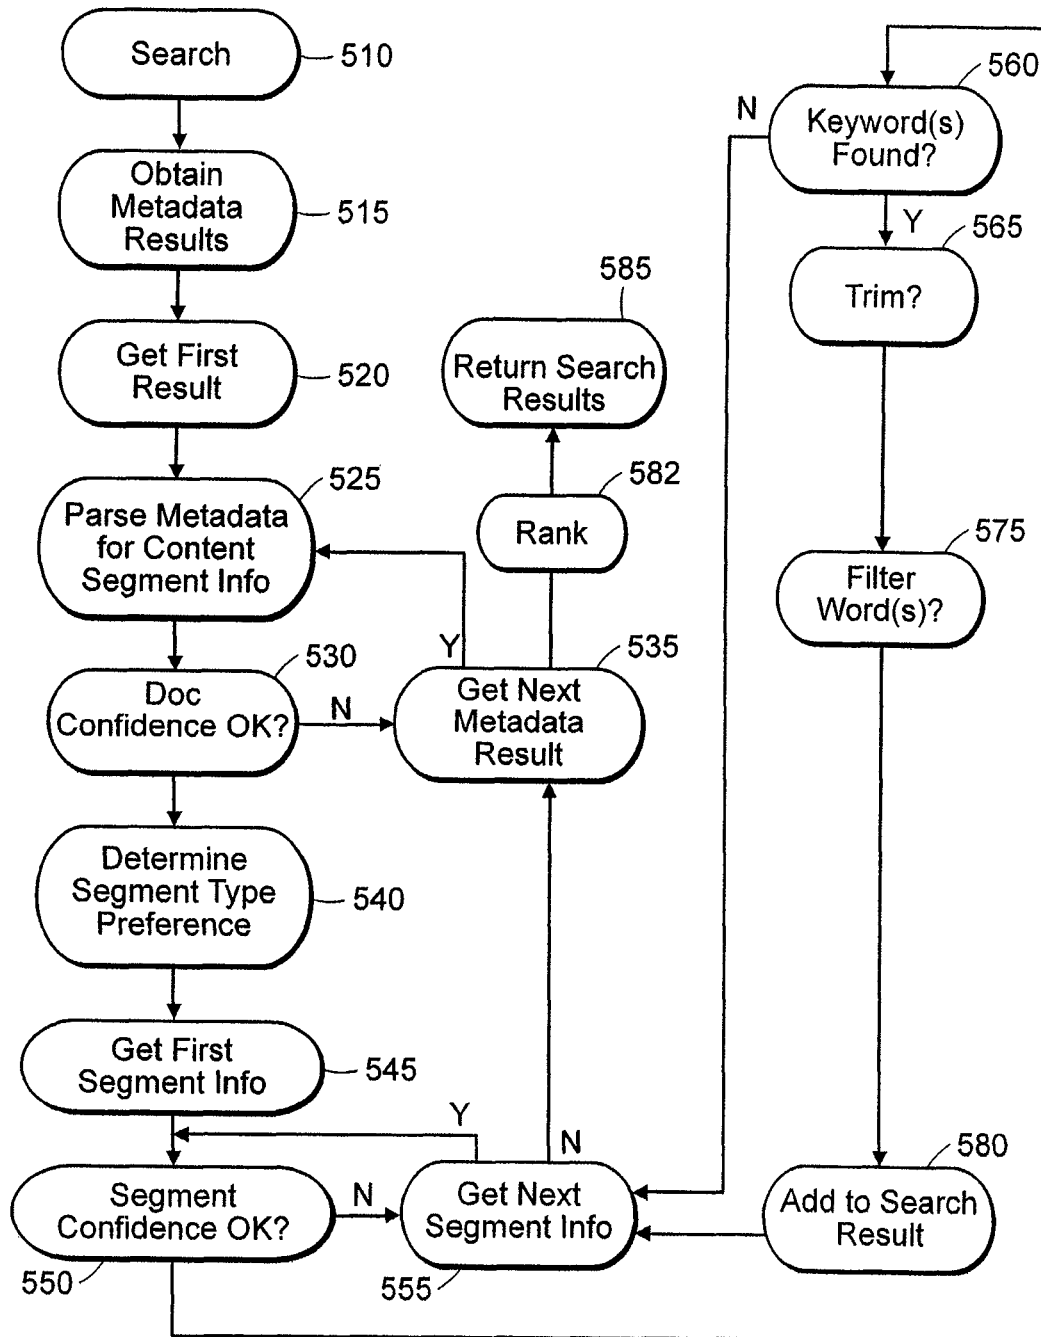 Search
510
Obtain
Metadata
Results
515
Get First
Result
520
Parse Metadata
for Content
Segment Info
525
Doc
Confidence OK?
530
N
Determine
Segment Type
Preference
540
Get First
Segment Info
545
Segment
Confidence OK?
550
N
585
Return Search
Results
582
Rank
Y
535
Get Next
Metadata
Result
Y
N
Get Next
Segment Info
555
560
N
Keyword(s)
Found?
Y
565
Trim?
575
Filter
Word(s)?
580
Add to Search
Result